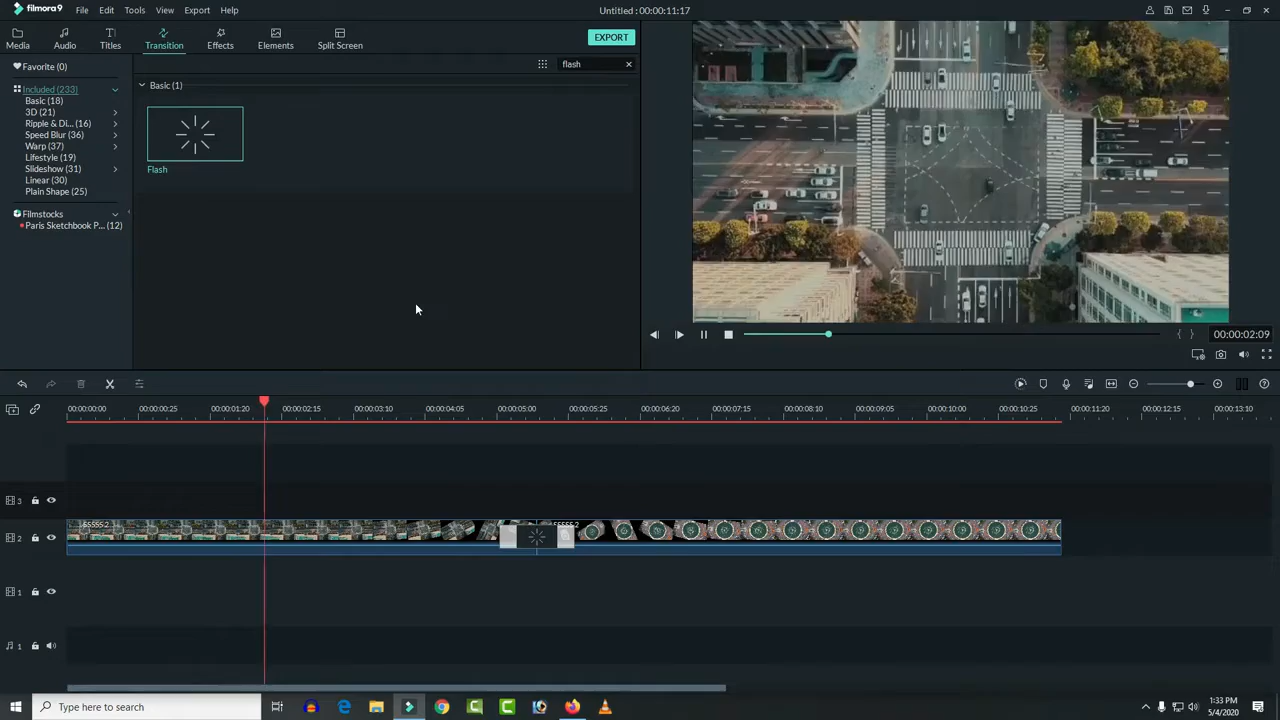 filmora9 File Edit Tools View Export Help Untitled : 00:00:11:17
Media Audio Titles Transition Effects Elements Split Screen EXPORT
Favorite (0)
flash
Included (233)
Basic (18)
3D (21)
Ripple & Di... (16)
Speed Blur (36)
Warp (37)
Lifestyle (19)
Slideshow (31)
Linear (30)
Plain Shape (25)
Filmstocks
Paris Sketchbook P... (12)
Basic (1)
Flash
00:00:02:09
00:00:00:00 00:00:00:25 00:00:01:20 00:00:02:15 00:00:03:10 00:00:04:05 00:00:05:00 00:00:05:25 00:00:06:20 00:00:07:15 00:00:08:10 00:00:09:05 00:00:10:00 00:00:10:25 00:00:11:20 00:00:12:15 00:00:13:10
3
2
1
1
Type here to search
1:33 PM
5/4/2020